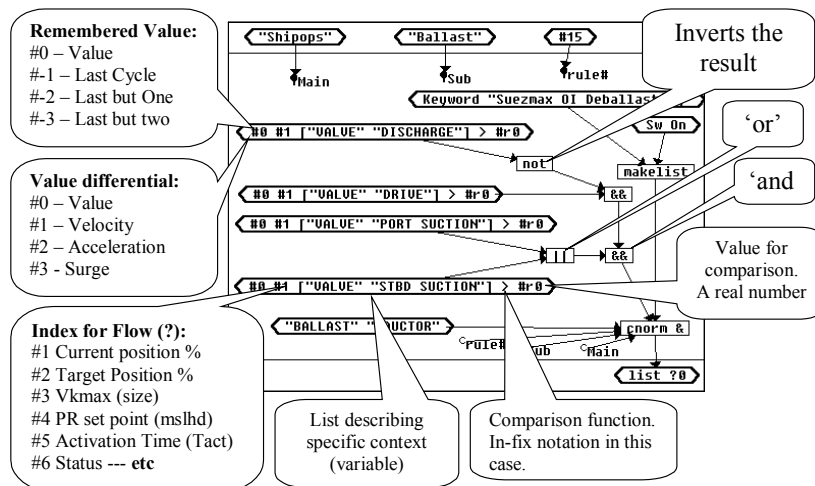 Remembered Value:
#0 – Value
#-1 – Last Cycle
#-2 – Last but One
#-3 – Last but two
"Shipops"
"Ballast"
#15
Main
Sub
rule#
Inverts the
result
Keyword "Suezmax OI Deballast
Sw On
#0 #1 ["VALVE" "DISCHARGE"] > #r0
not
makelist
'or'
'and
Value differential:
#0 – Value
#1 – Velocity
#2 – Acceleration
#3 - Surge
#0 #1 ["VALVE" "DRIVE"] > #r0
&&
#0 #1 ["VALVE" "PORT SUCTION"] > #r0
||
&&
Value for
comparison.
A real number
#0 #1 ["VALVE" "STBD SUCTION"] > #r0
Index for Flow (?):
#1 Current position %
#2 Target Position %
#3 Vkmax (size)
#4 PR set point (mslhd)
#5 Activation Time (Tact)
#6 Status --- etc
"BALLAST"
cnorm &
rule#
Main
list ?0
List describing
specific context
(variable)
Comparison function.
In-fix notation in this
case.